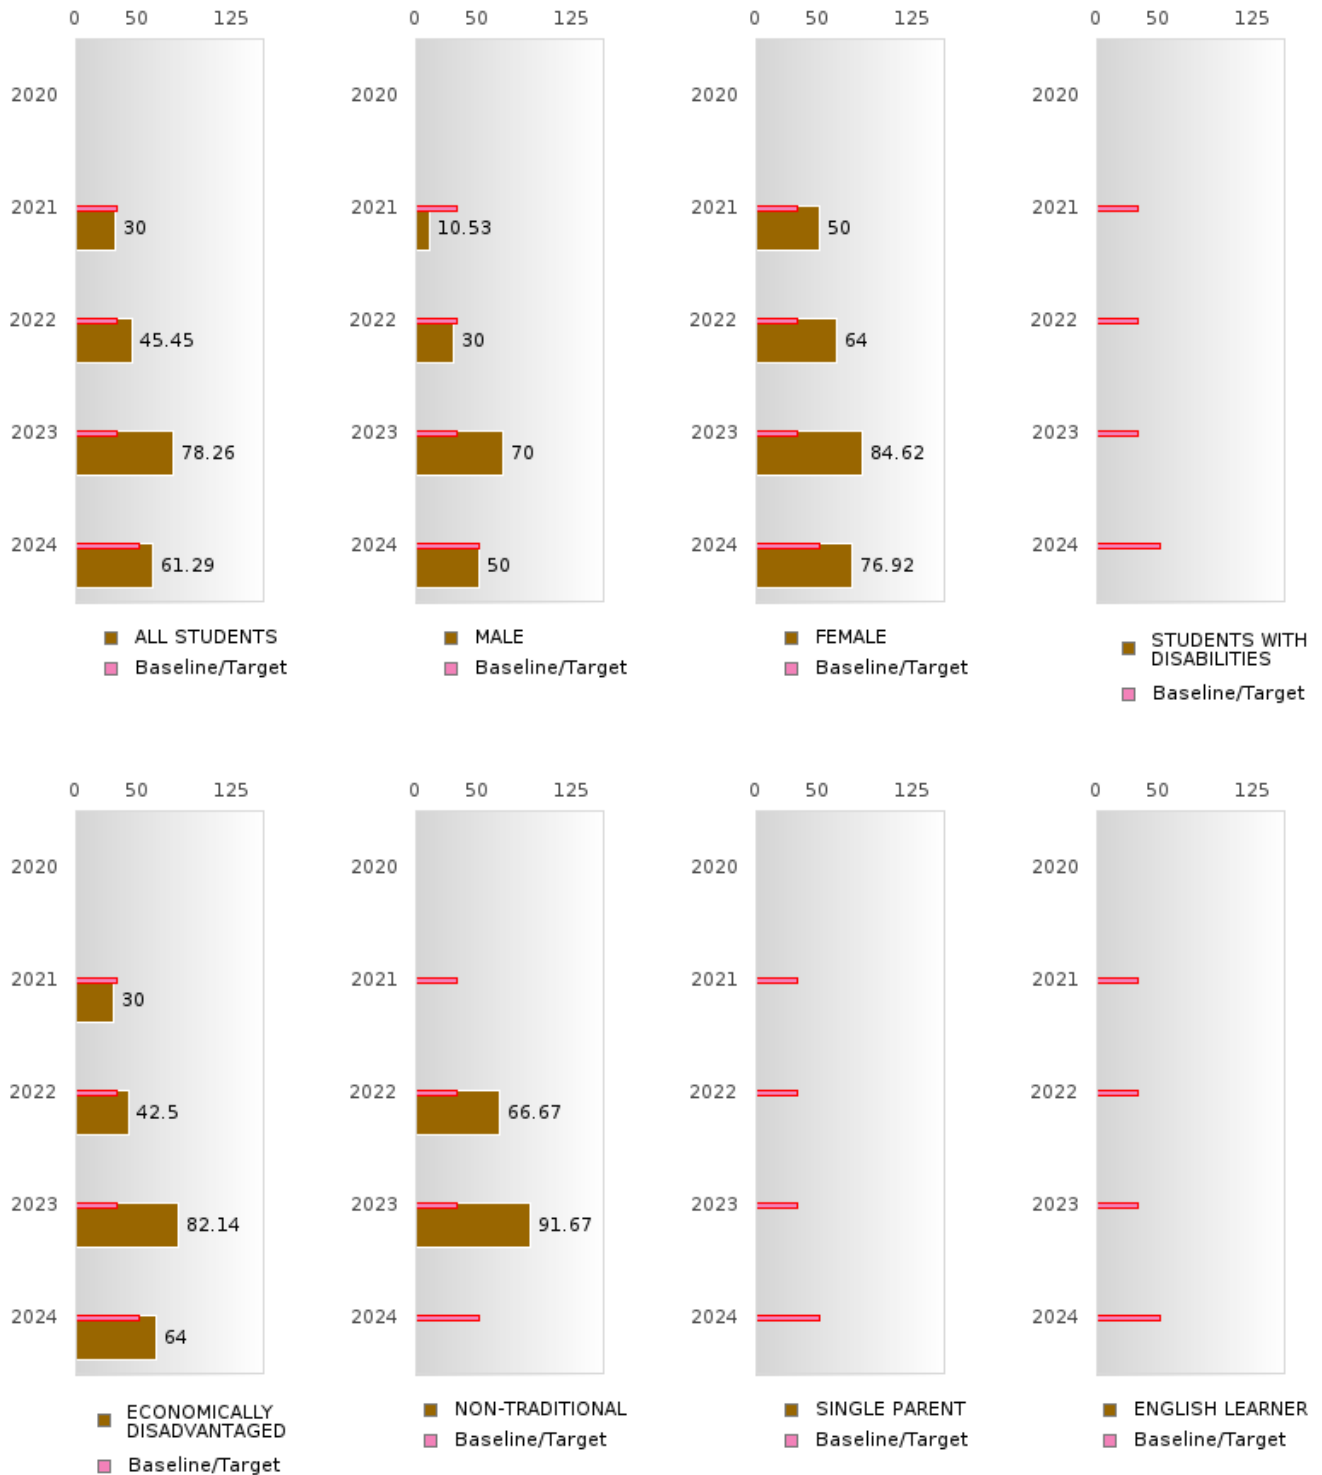 0 50 125
2020
2021
30
2022
45.45
2023
78.26
2024
61.29
ALL STUDENTS
Baseline/Target
0 50 125
2020
2021
10.53
2022
30
2023
70
2024
50
MALE
Baseline/Target
0 50 125
2020
2021
50
2022
64
2023
84.62
2024
76.92
FEMALE
Baseline/Target
0 50 125
2020
2021
2022
2023
2024
STUDENTS WITH
DISABILITIES
Baseline/Target
0 50 125
2020
2021
30
2022
42.5
2023
82.14
2024
64
ECONOMICALLY
DISADVANTAGED
Baseline/Target
0 50 125
2020
2021
2022
66.67
2023
91.67
2024
NON-TRADITIONAL
Baseline/Target
0 50 125
2020
2021
2022
2023
2024
SINGLE PARENT
Baseline/Target
0 50 125
2020
2021
2022
2023
2024
ENGLISH LEARNER
Baseline/Target